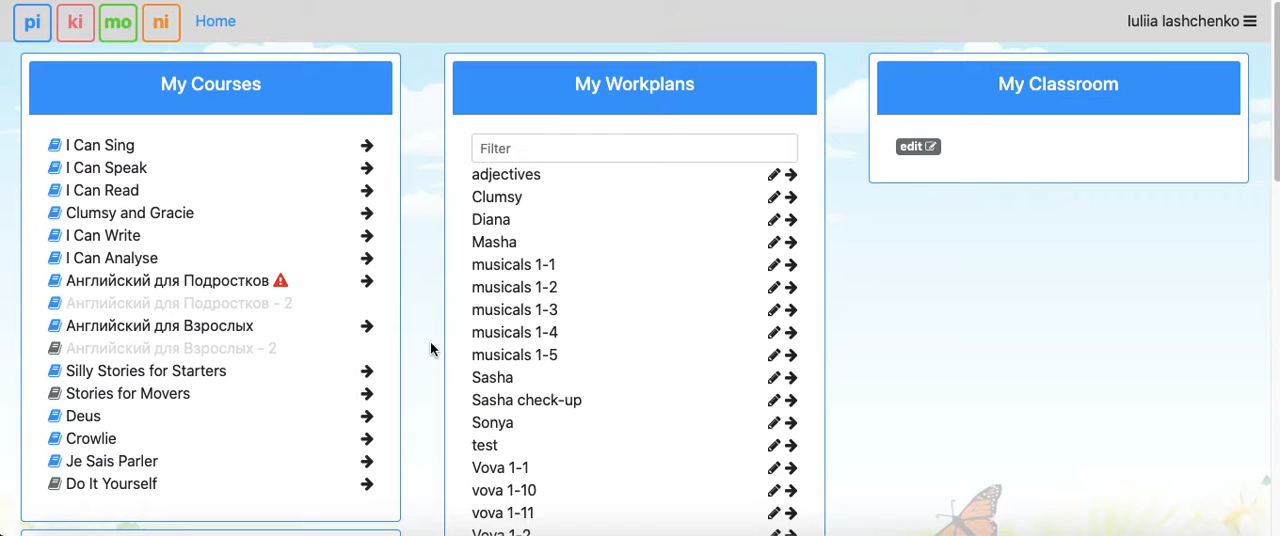 pi ki mo ni Home Iuliia Iashchenko
My Courses
I Can Sing
I Can Speak
I Can Read
Clumsy and Gracie
I Can Write
I Can Analyse
Английский для Подростков
Английский для Подростков - 2
Английский для Взрослых
Английский для Взрослых - 2
Silly Stories for Starters
Stories for Movers
Deus
Crowlie
Je Sais Parler
Do It Yourself
My Workplans
Filter
adjectives
Clumsy
Diana
Masha
musicals 1-1
musicals 1-2
musicals 1-3
musicals 1-4
musicals 1-5
Sasha
Sasha check-up
Sonya
test
Vova 1-1
vova 1-10
vova 1-11
Vova 1-2
My Classroom
edit